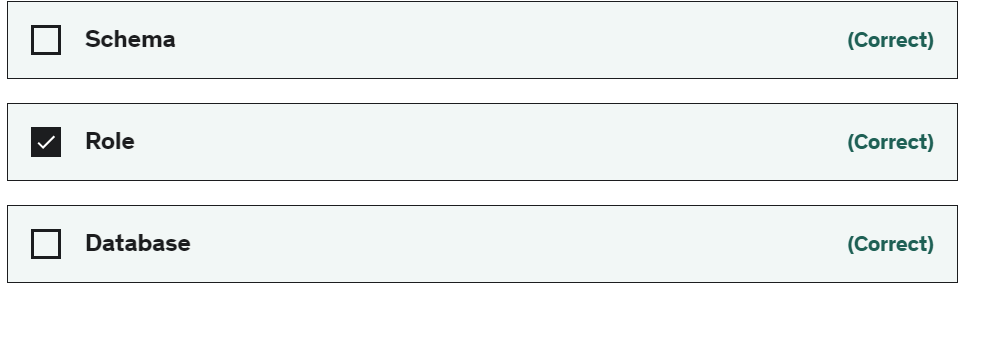 Schema (Correct)
Role (Correct)
Database (Correct)